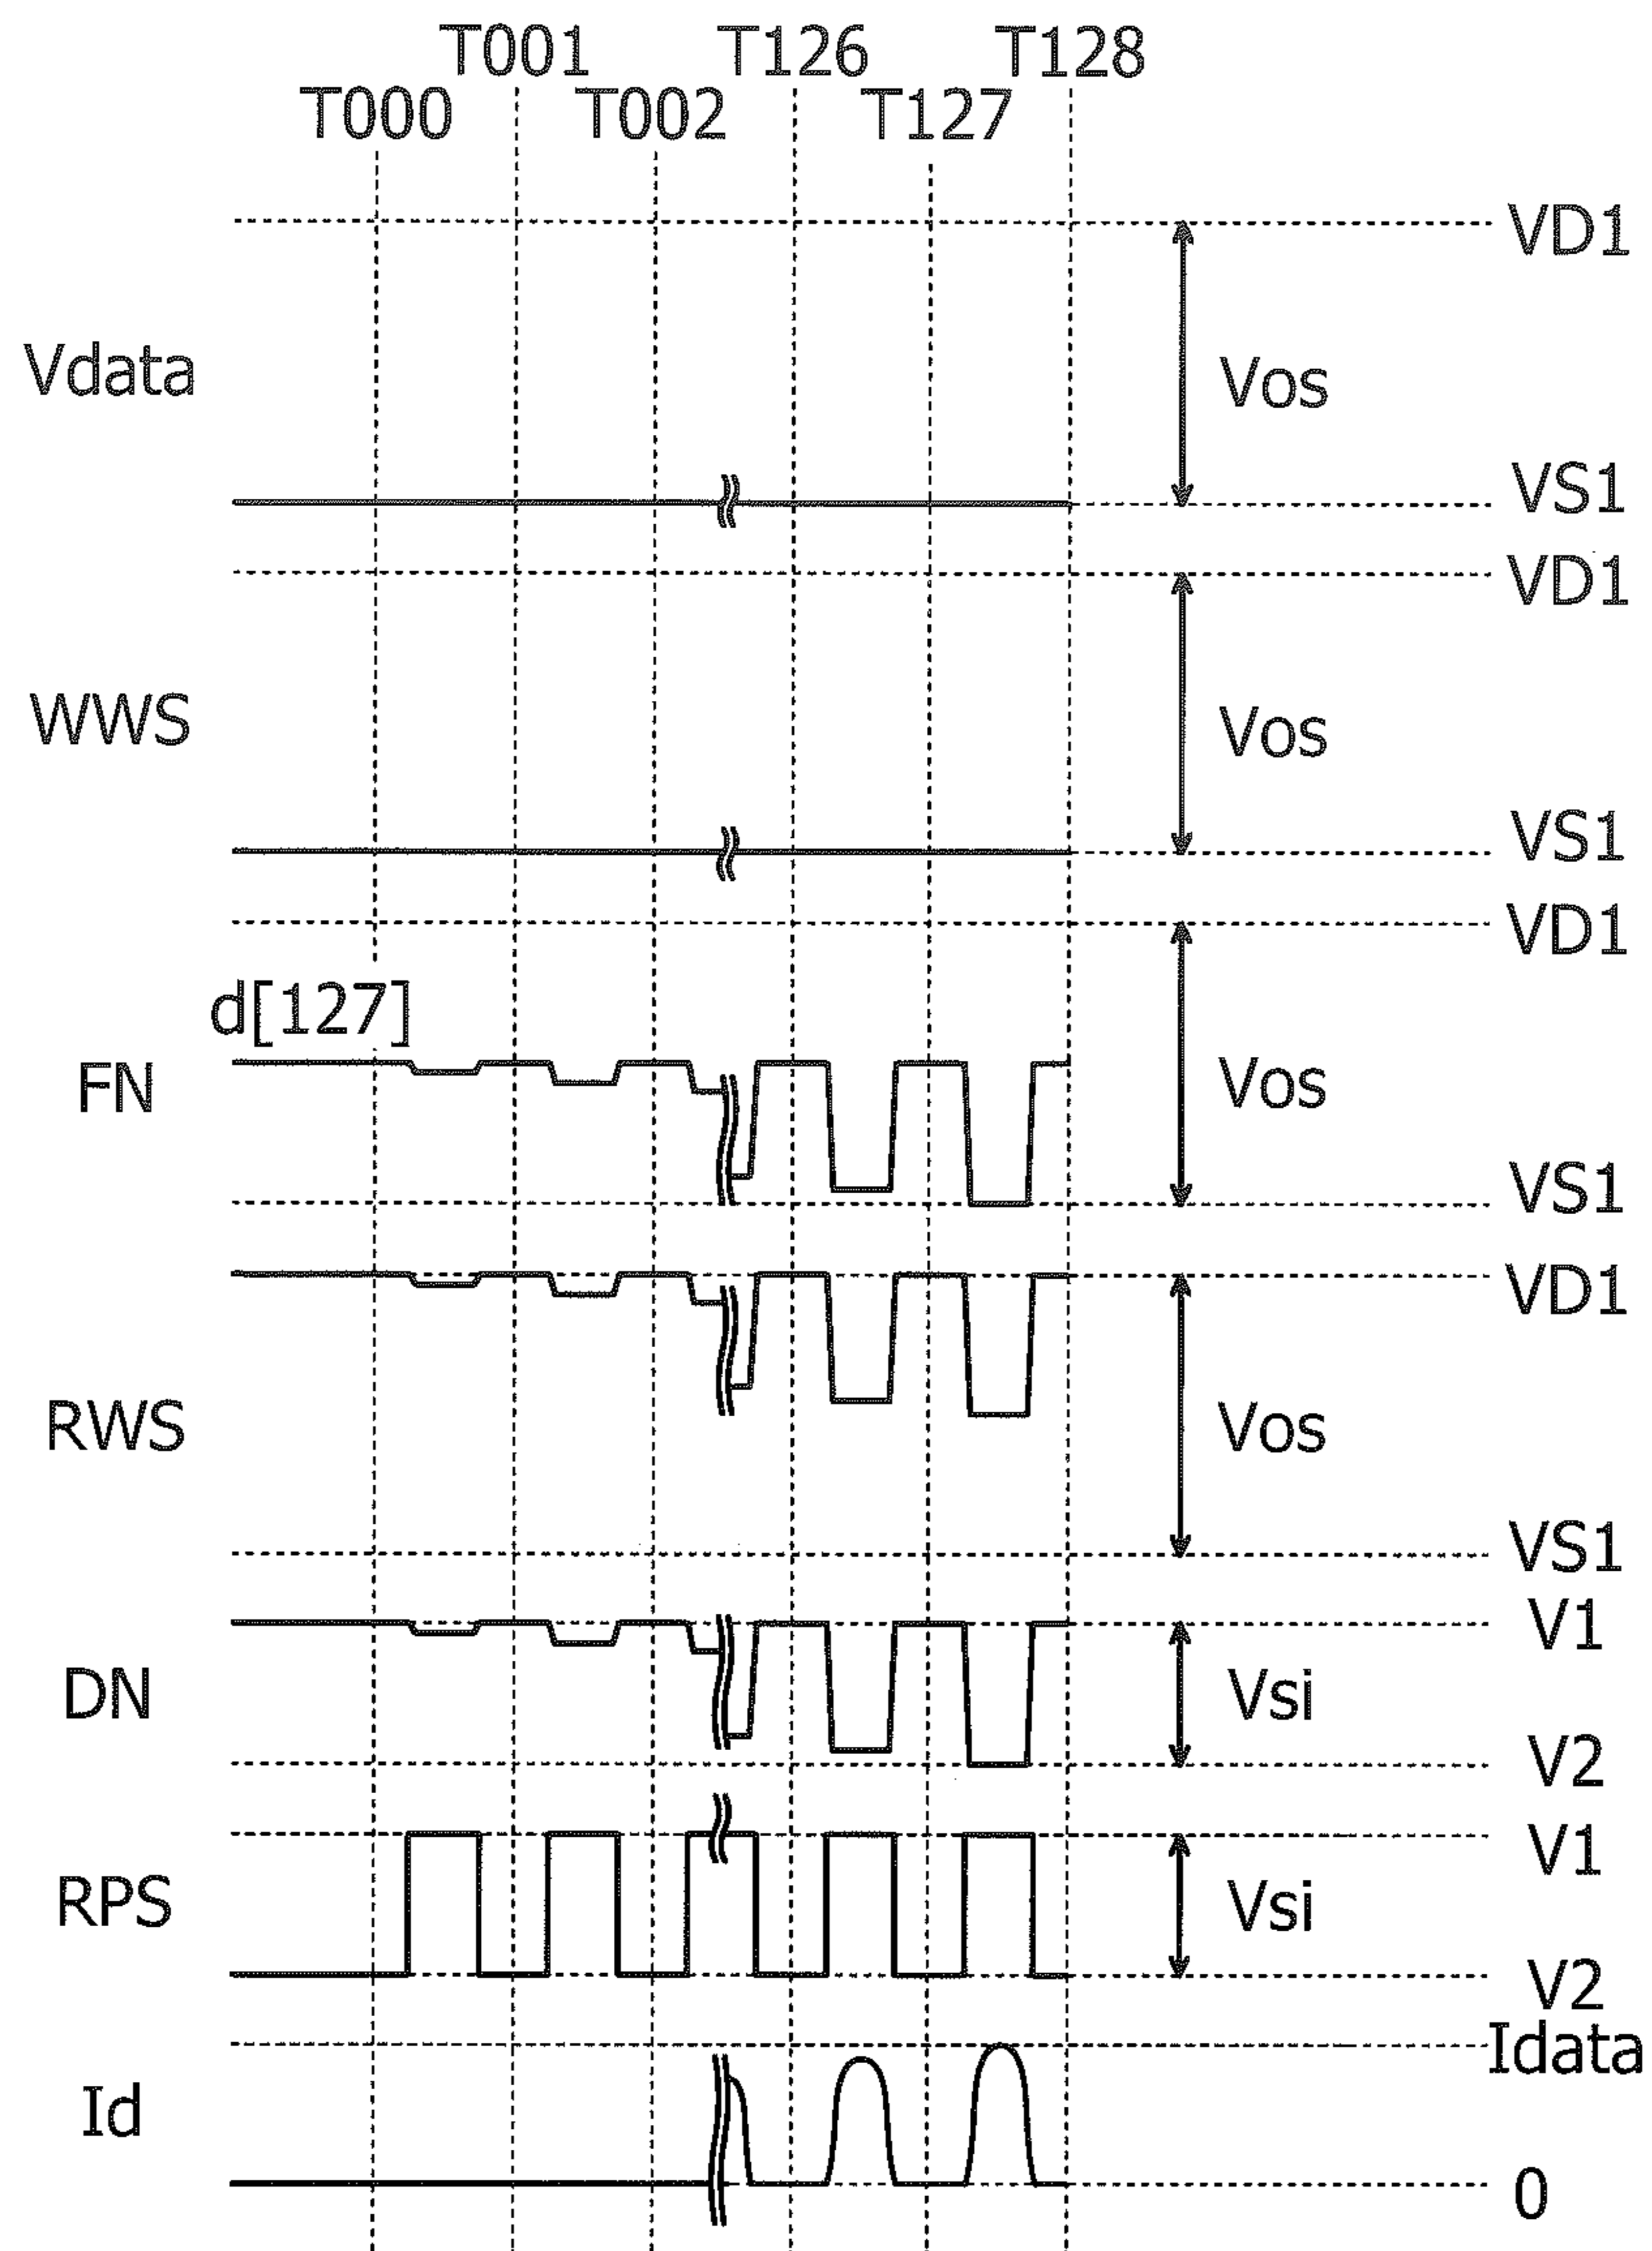 T001 T126 T128
T000 T002 T127
VD1
Vdata Vos
VS1
VD1
WWS Vos
VS1
VD1
d[127]
FN Vos
VS1
VD1
RWS Vos
VS1
V1
DN Vsi
V2
V1
RPS Vsi
V2
Idata
Id
0